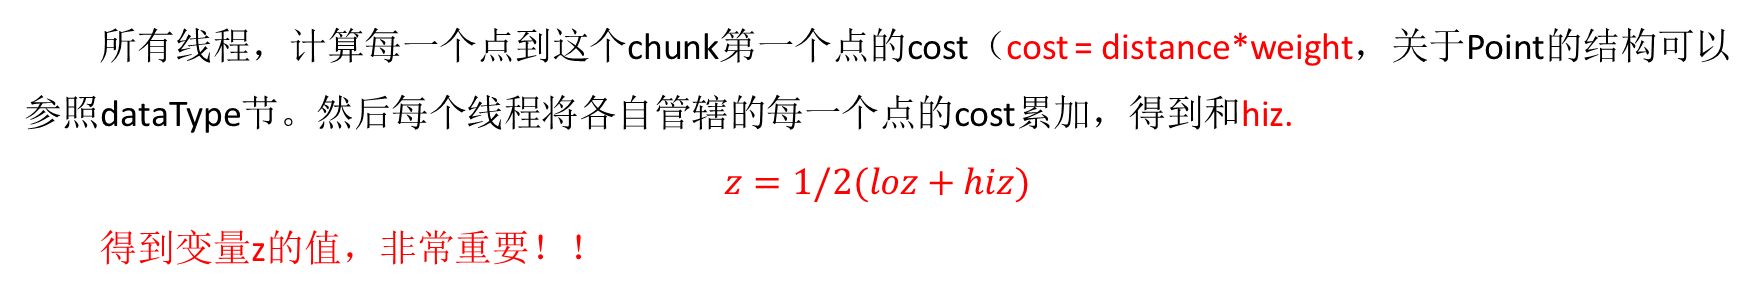 所有线程，计算每一个点到这个chunk第一个点的cost（cost = distance*weight，关于Point的结构可以
参照dataType节。然后每个线程将各自管辖的每一个点的cost累加，得到和hiz.
z = 1/2(loz + hiz)
得到变量z的值，非常重要！！